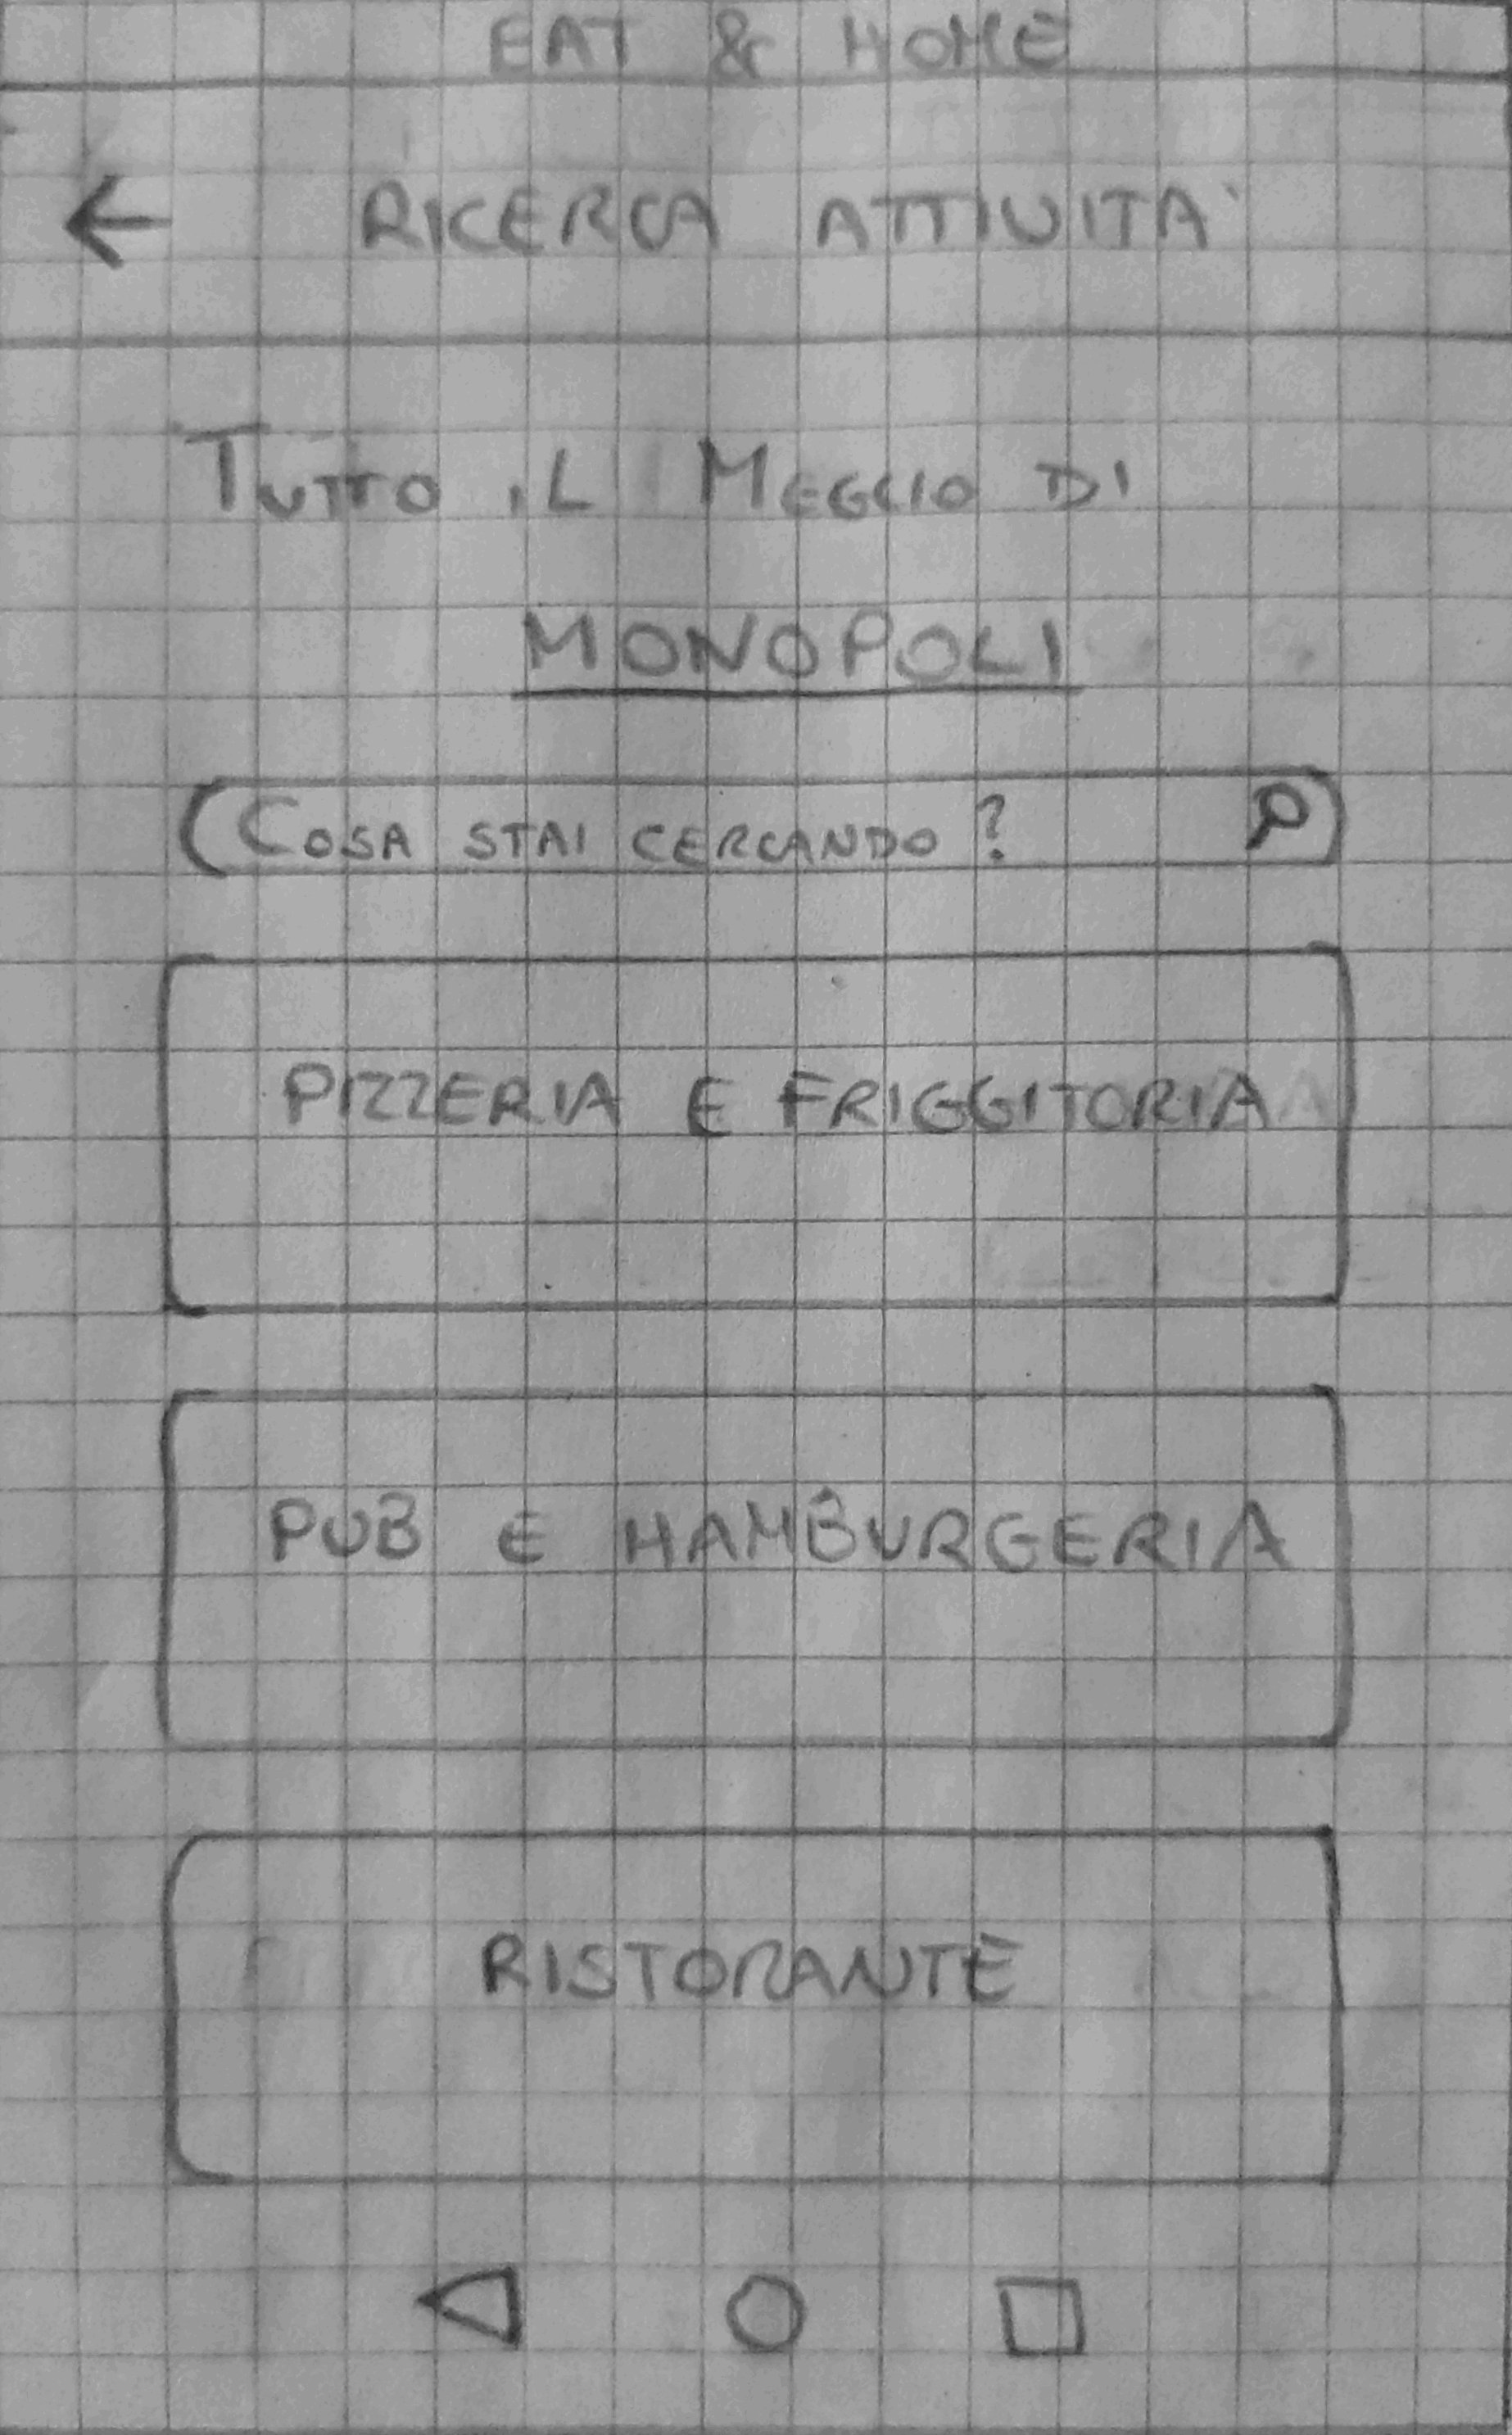 EAT & HOME
RICERCA ATTIVITA'
TUTTO IL MEGLIO DI
MONOPOLI
COSA STAI CERCANDO?
PIZZERIA E FRIGGITORIA
PUB E HAMBURGERIA
RISTORANTE